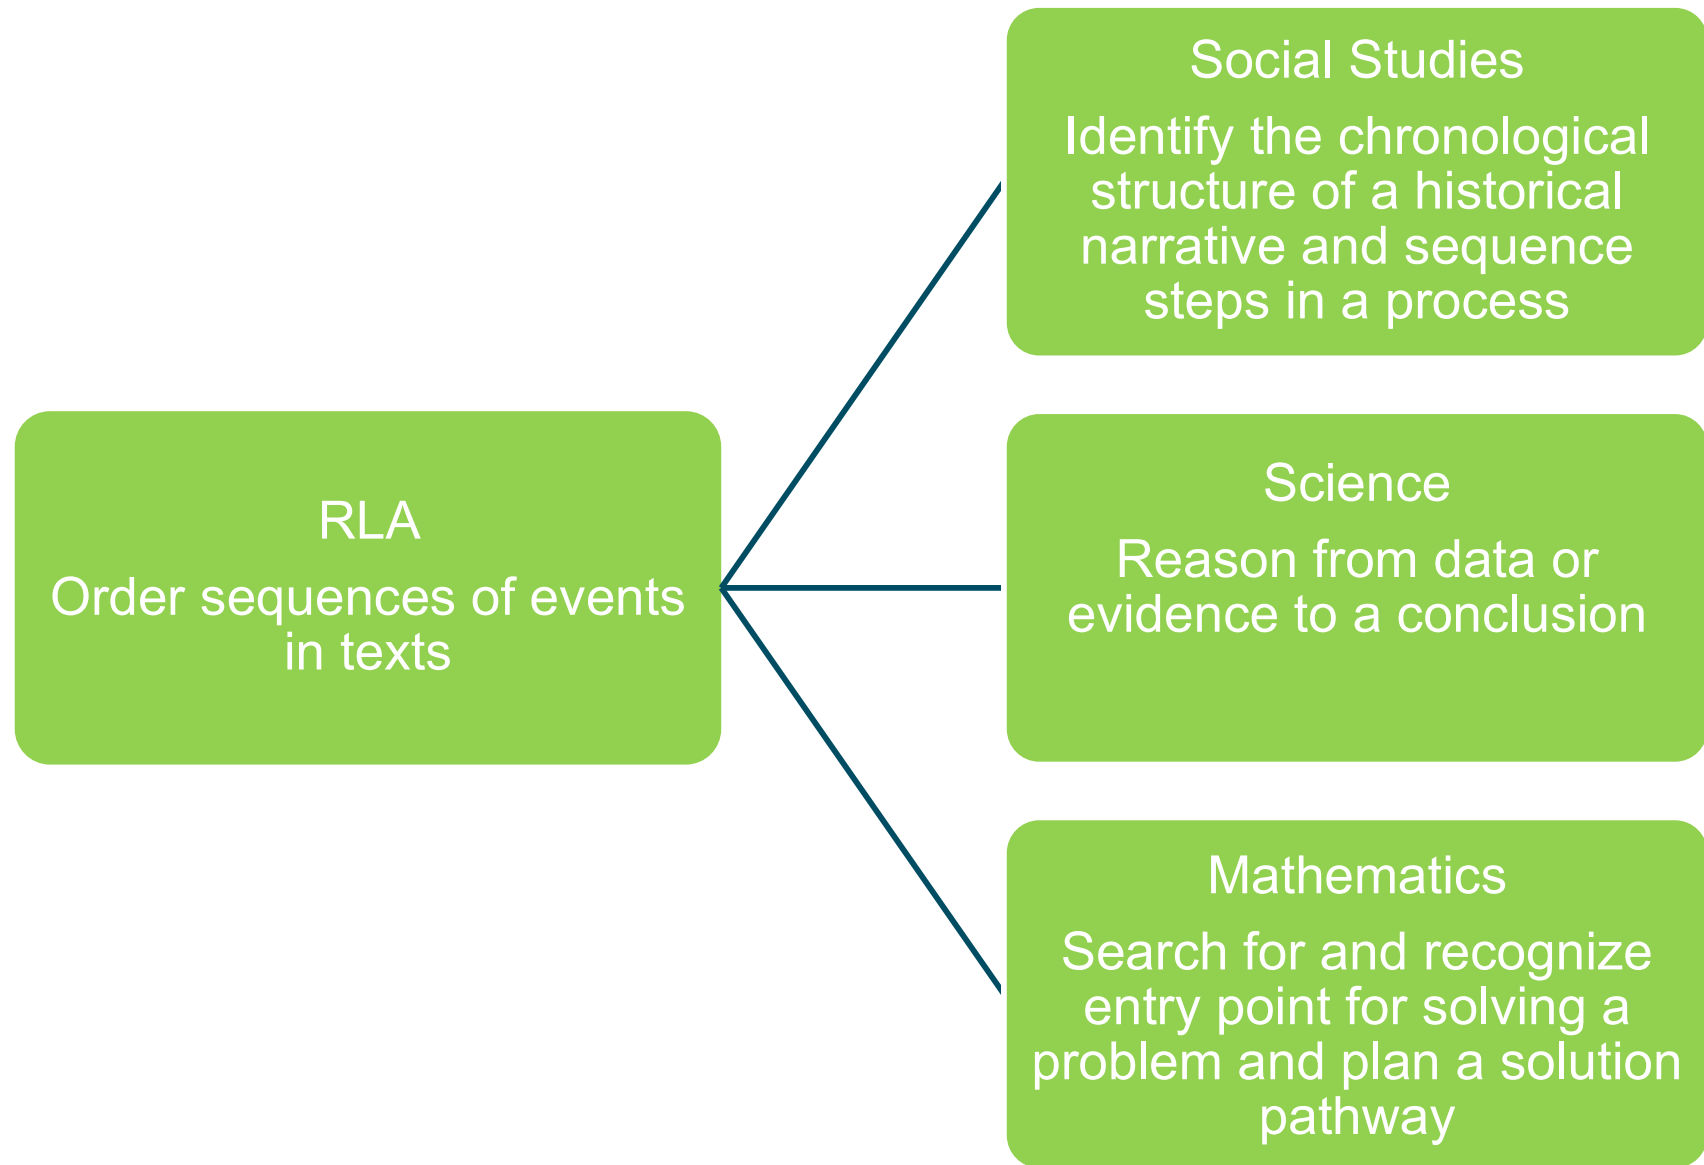 RLA
Order sequences of events
in texts
Social Studies
Identify the chronological
structure of a historical
narrative and sequence
steps in a process
Science
Reason from data or
evidence to a conclusion
Mathematics
Search for and recognize
entry point for solving a
problem and plan a solution
pathway